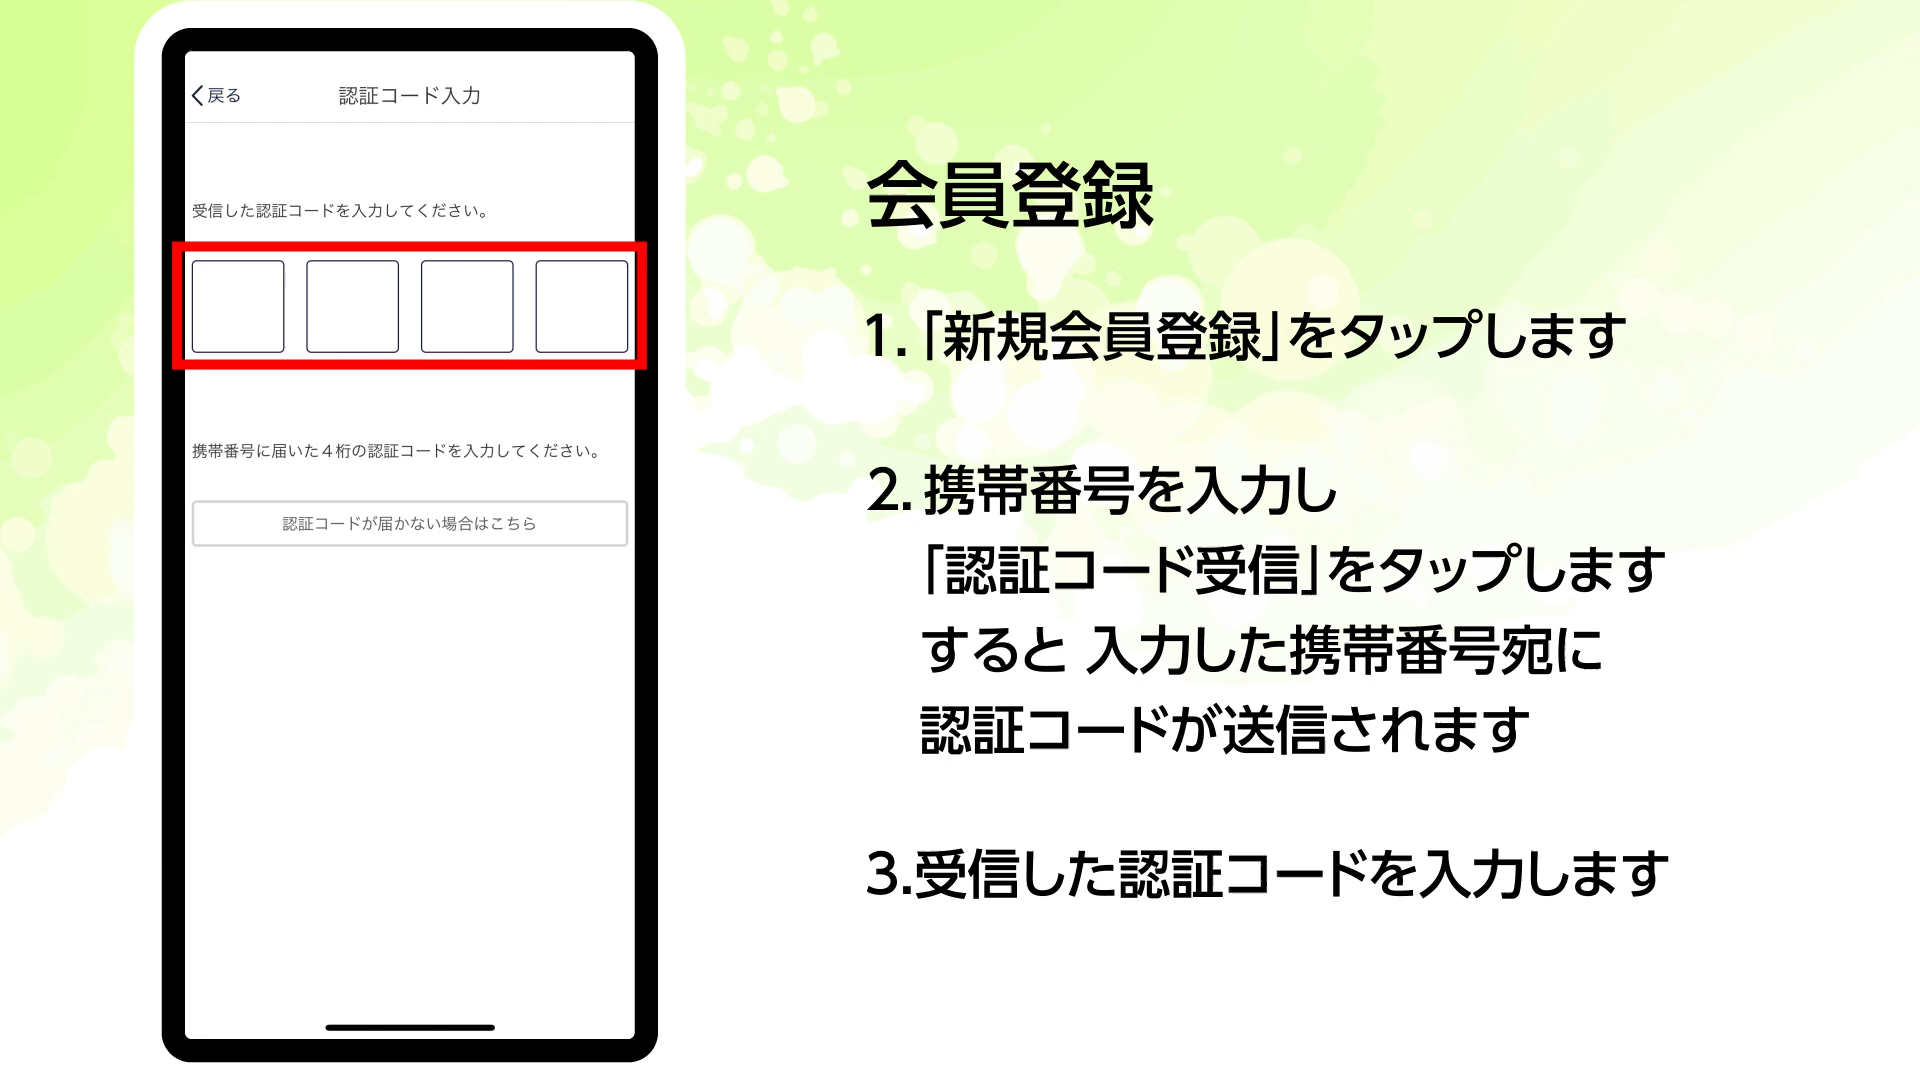 戻る
認証コード入力
受信した認証コードを入力してください。
携帯番号に届いた４桁の認証コードを入力してください。
認証コードが届かない場合はこちら
会員登録
1.「新規会員登録」をタップします
2. 携帯番号を入力し
「認証コード受信」をタップします
すると 入力した携帯番号宛に
認証コードが送信されます
3.受信した認証コードを入力します